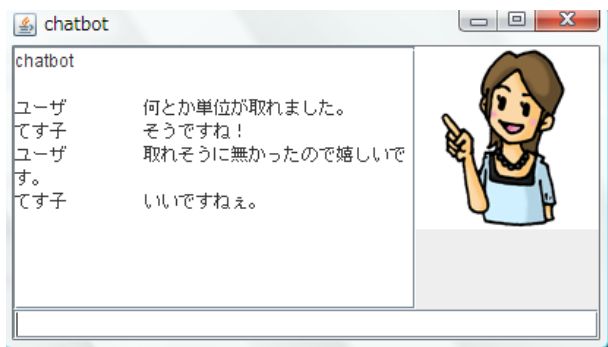 chatbot
chatbot
ユーザ 何とか単位が取れました。
てす子 そうですね！
ユーザ 取れそうに無かったので嬉しいで
す。
てす子 いいですねぇ。